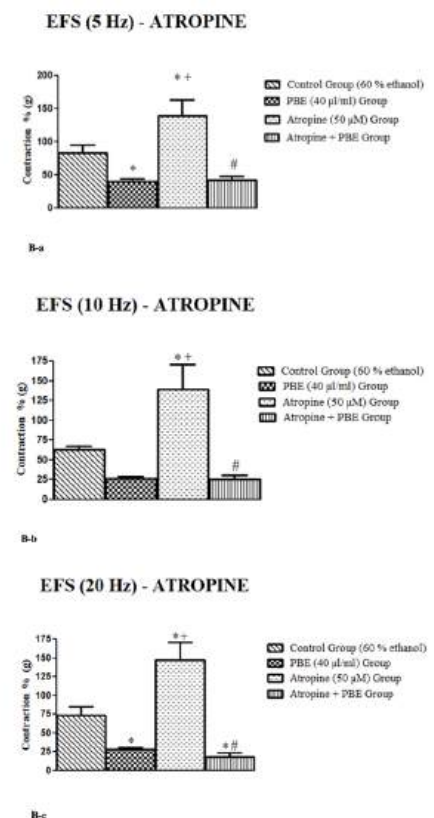 EFS (5 Hz) - ATROPINE
200
150
100
50
0
Contraction % (g)
*
* +
#
Control Group (60 % ethanol)
PBE (40 µl/ml) Group
Atropine (50 µM) Group
Atropine + PBE Group
B-a
EFS (10 Hz) - ATROPINE
175
150
125
100
75
50
25
0
Contraction % (g)
* +
#
Control Group (60 % ethanol)
PBE (40 µl/ml) Group
Atropine (50 µM) Group
Atropine + PBE Group
B-b
EFS (20 Hz) - ATROPINE
175
150
125
100
75
50
25
0
Contraction % (g)
*
*+
*#
Control Group (60 % ethanol)
PBE (40 µl/ml) Group
Atropine (50 µM) Group
Atropine + PBE Group
B-c